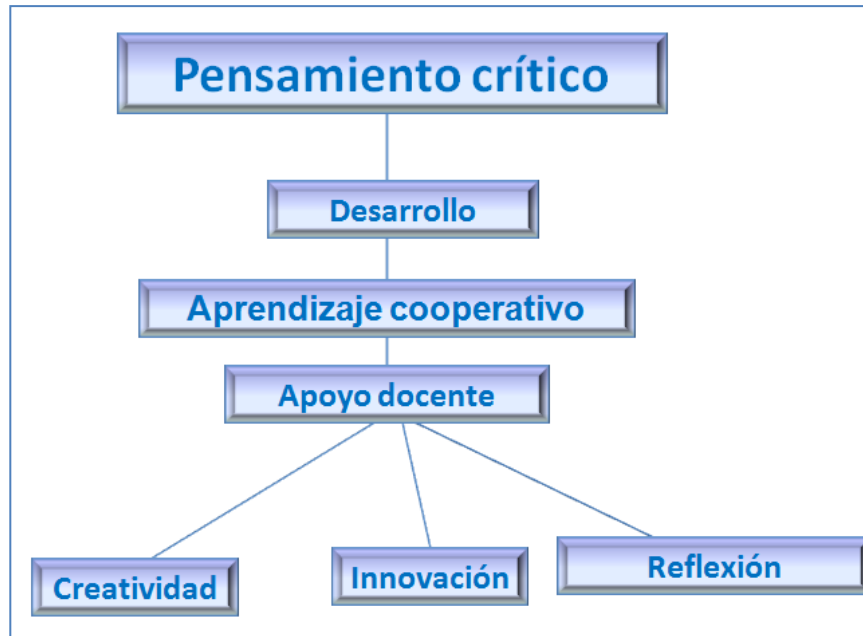 Pensamiento crítico
Desarrollo
Aprendizaje cooperativo
Apoyo docente
Creatividad
Innovación
Reflexión